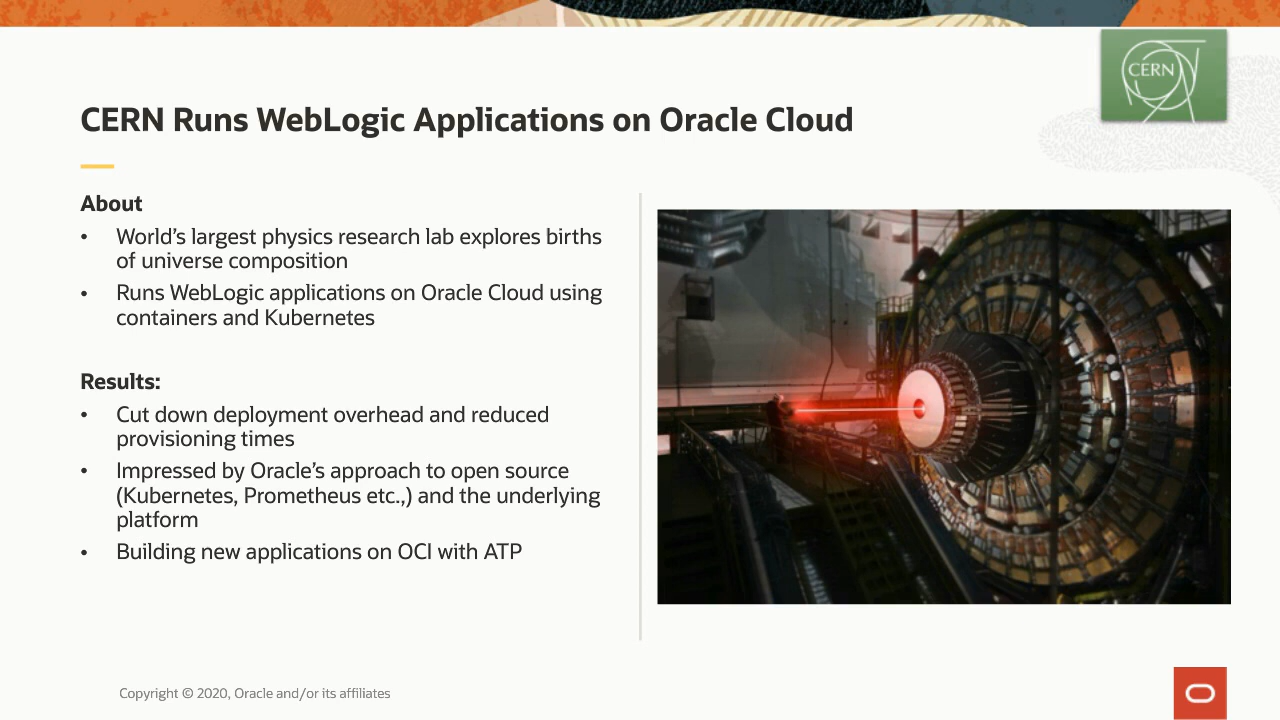 CERN
CERN Runs WebLogic Applications on Oracle Cloud
About
• World’s largest physics research lab explores births
of universe composition
• Runs WebLogic applications on Oracle Cloud using
containers and Kubernetes
Results:
• Cut down deployment overhead and reduced
provisioning times
• Impressed by Oracle’s approach to open source
(Kubernetes, Prometheus etc.,) and the underlying
platform
• Building new applications on OCI with ATP
Copyright © 2020, Oracle and/or its affiliates